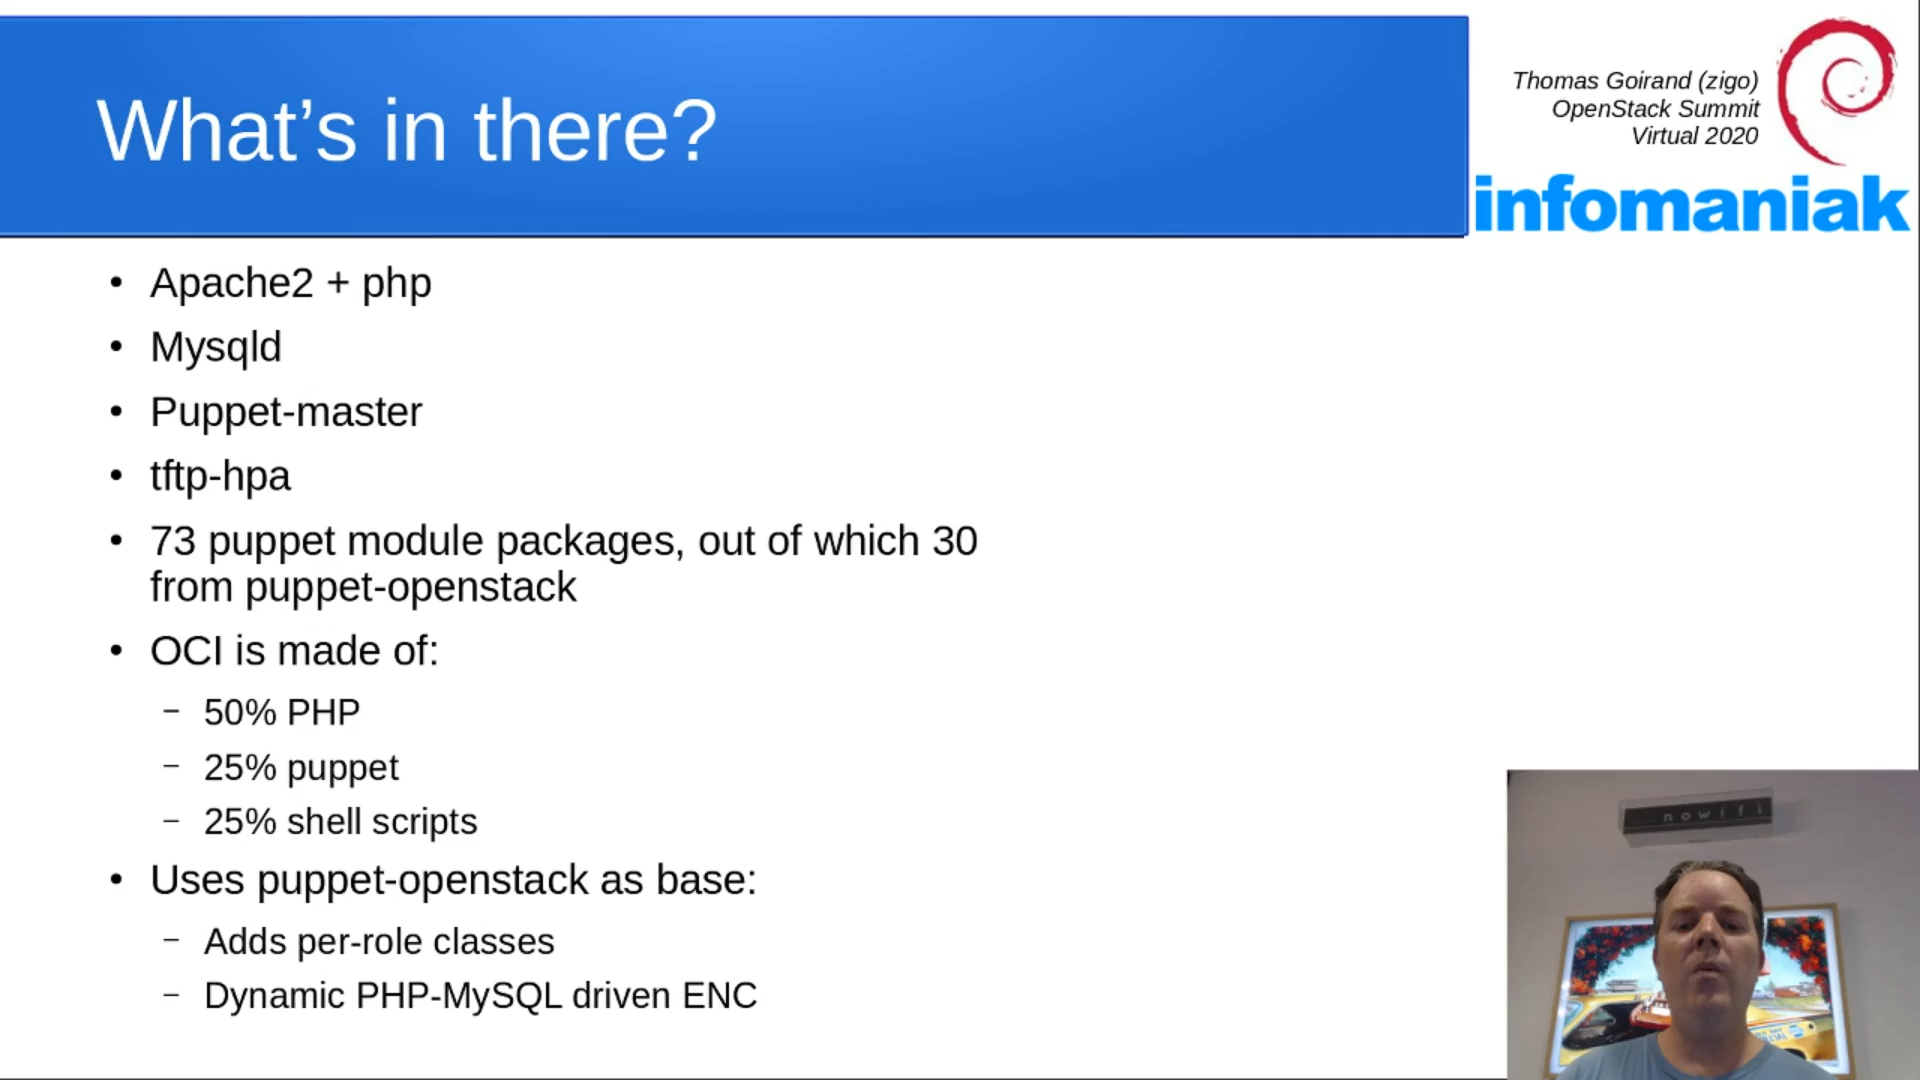 What’s in there?
Thomas Goirand (zigo)
OpenStack Summit
Virtual 2020
infomaniak
• Apache2 + php
• Mysqld
• Puppet-master
• tftp-hpa
• 73 puppet module packages, out of which 30
from puppet-openstack
• OCI is made of:
– 50% PHP
– 25% puppet
– 25% shell scripts
• Uses puppet-openstack as base:
– Adds per-role classes
– Dynamic PHP-MySQL driven ENC
nowifi